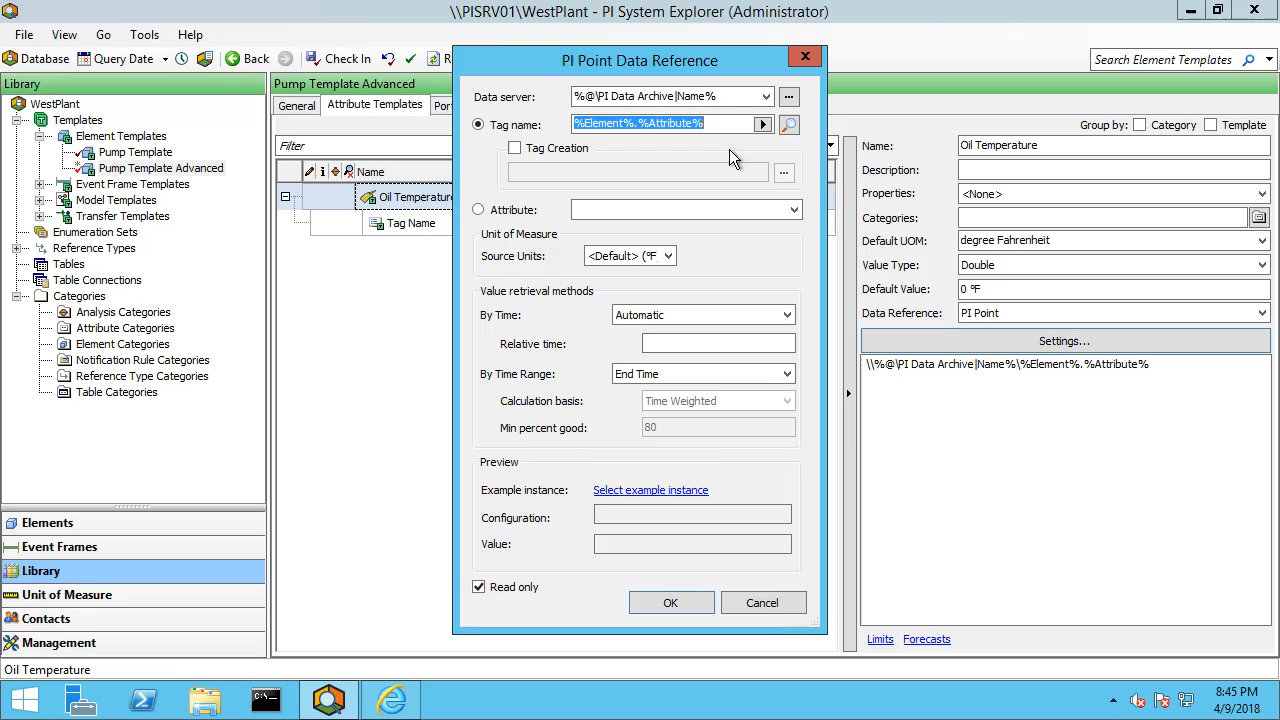 \\PISRV01\WestPlant - PI System Explorer (Administrator)
File View Go Tools Help
Database Query Date Back Check In
Search Element Templates
Library
WestPlant
Templates
Element Templates
Pump Template
Pump Template Advanced
Event Frame Templates
Model Templates
Transfer Templates
Enumeration Sets
Reference Types
Tables
Table Connections
Categories
Analysis Categories
Attribute Categories
Element Categories
Notification Rule Categories
Reference Type Categories
Table Categories
Elements
Event Frames
Library
Unit of Measure
Contacts
Management
Pump Template Advanced
General Attribute Templates
Filter
Name
Oil Temperature
Tag Name
PI Point Data Reference
Data server: %@\PI Data Archive|Name%
Tag name: %Element%.%Attribute%
Tag Creation
Attribute:
Unit of Measure
Source Units: <Default> (°F
Value retrieval methods
By Time: Automatic
Relative time:
By Time Range: End Time
Calculation basis: Time Weighted
Min percent good: 80
Preview
Example instance: Select example instance
Configuration:
Value:
Read only
OK Cancel
Group by: Category Template
Name: Oil Temperature
Description:
Properties: <None>
Categories:
Default UOM: degree Fahrenheit
Value Type: Double
Default Value: 0 °F
Data Reference: PI Point
Settings...
\\%@\PI Data Archive|Name%\%Element%.%Attribute%
Limits Forecasts
Oil Temperature
8:45 PM
4/9/2018